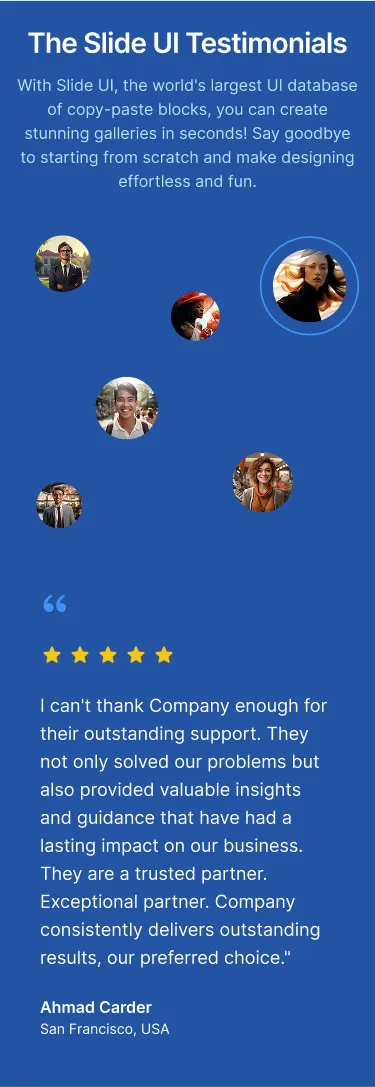 The Slide UI Testimonials
With Slide UI, the world's largest UI database
of copy-paste blocks, you can create
stunning galleries in seconds! Say goodbye
to starting from scratch and make designing
effortless and fun.
“
I can't thank Company enough for
their outstanding support. They
not only solved our problems but
also provided valuable insights
and guidance that have had a
lasting impact on our business.
They are a trusted partner.
Exceptional partner. Company
consistently delivers outstanding
results, our preferred choice."
Ahmad Carder
San Francisco, USA